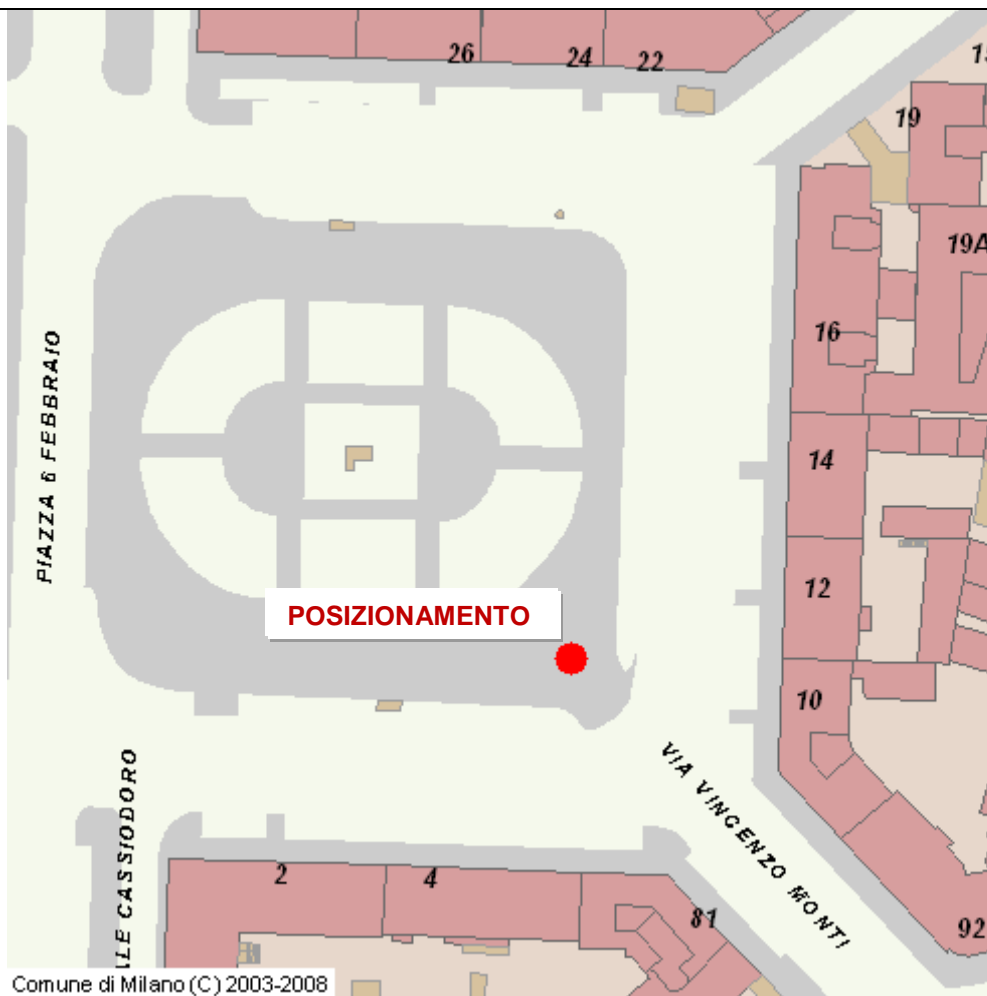 26
24
22
19
19A
16
PIAZZA 6 FEBBRAIO
14
12
POSIZIONAMENTO
10
VIA VINCENZO MONTI
LE CASSIODORO
2
4
81
92
Comune di Milano (C) 2003-2008